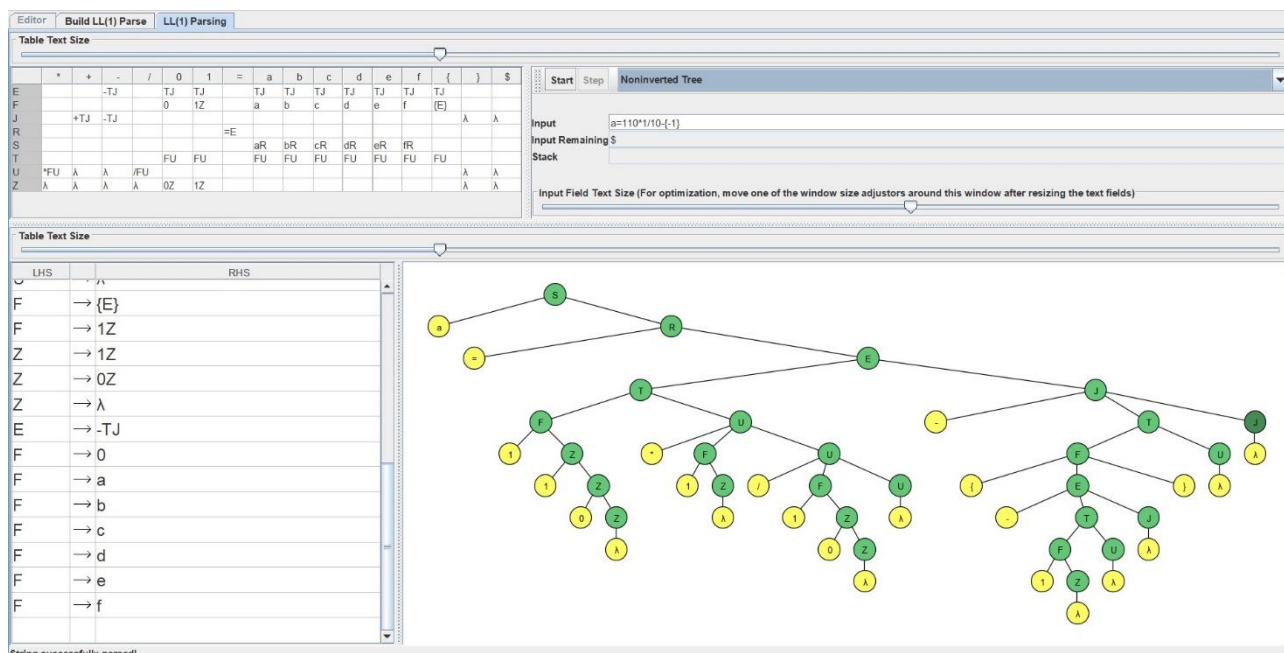 Editor Build LL(1) Parse LL(1) Parsing
Table Text Size
* + - / 0 1 = a b c d e f { } $
E -TJ TJ TJ TJ TJ TJ TJ TJ TJ TJ
F 0 1Z a b c d e f {E}
J +TJ -TJ λ λ
R =E
S aR bR cR dR eR fR
T FU FU FU FU FU FU FU FU FU
U *FU λ λ /FU λ λ
Z λ λ λ λ 0Z 1Z λ λ
Start Step Noninverted Tree
Input a=110*1/10-{-1}
Input Remaining $
Stack
Input Field Text Size (For optimization, move one of the window size adjustors around this window after resizing the text fields)
Table Text Size
LHS RHS
F → {E}
F → 1Z
Z → 1Z
Z → 0Z
Z → λ
E → -TJ
F → 0
F → a
F → b
F → c
F → d
F → e
F → f
S
a R
= E
T J
F U - T J
1 Z * F U F U λ
1 Z 1 Z / F U { E } λ
0 Z λ 1 Z λ - T J
λ 0 Z F U λ
λ 1 Z λ
λ
String successfully parsed!